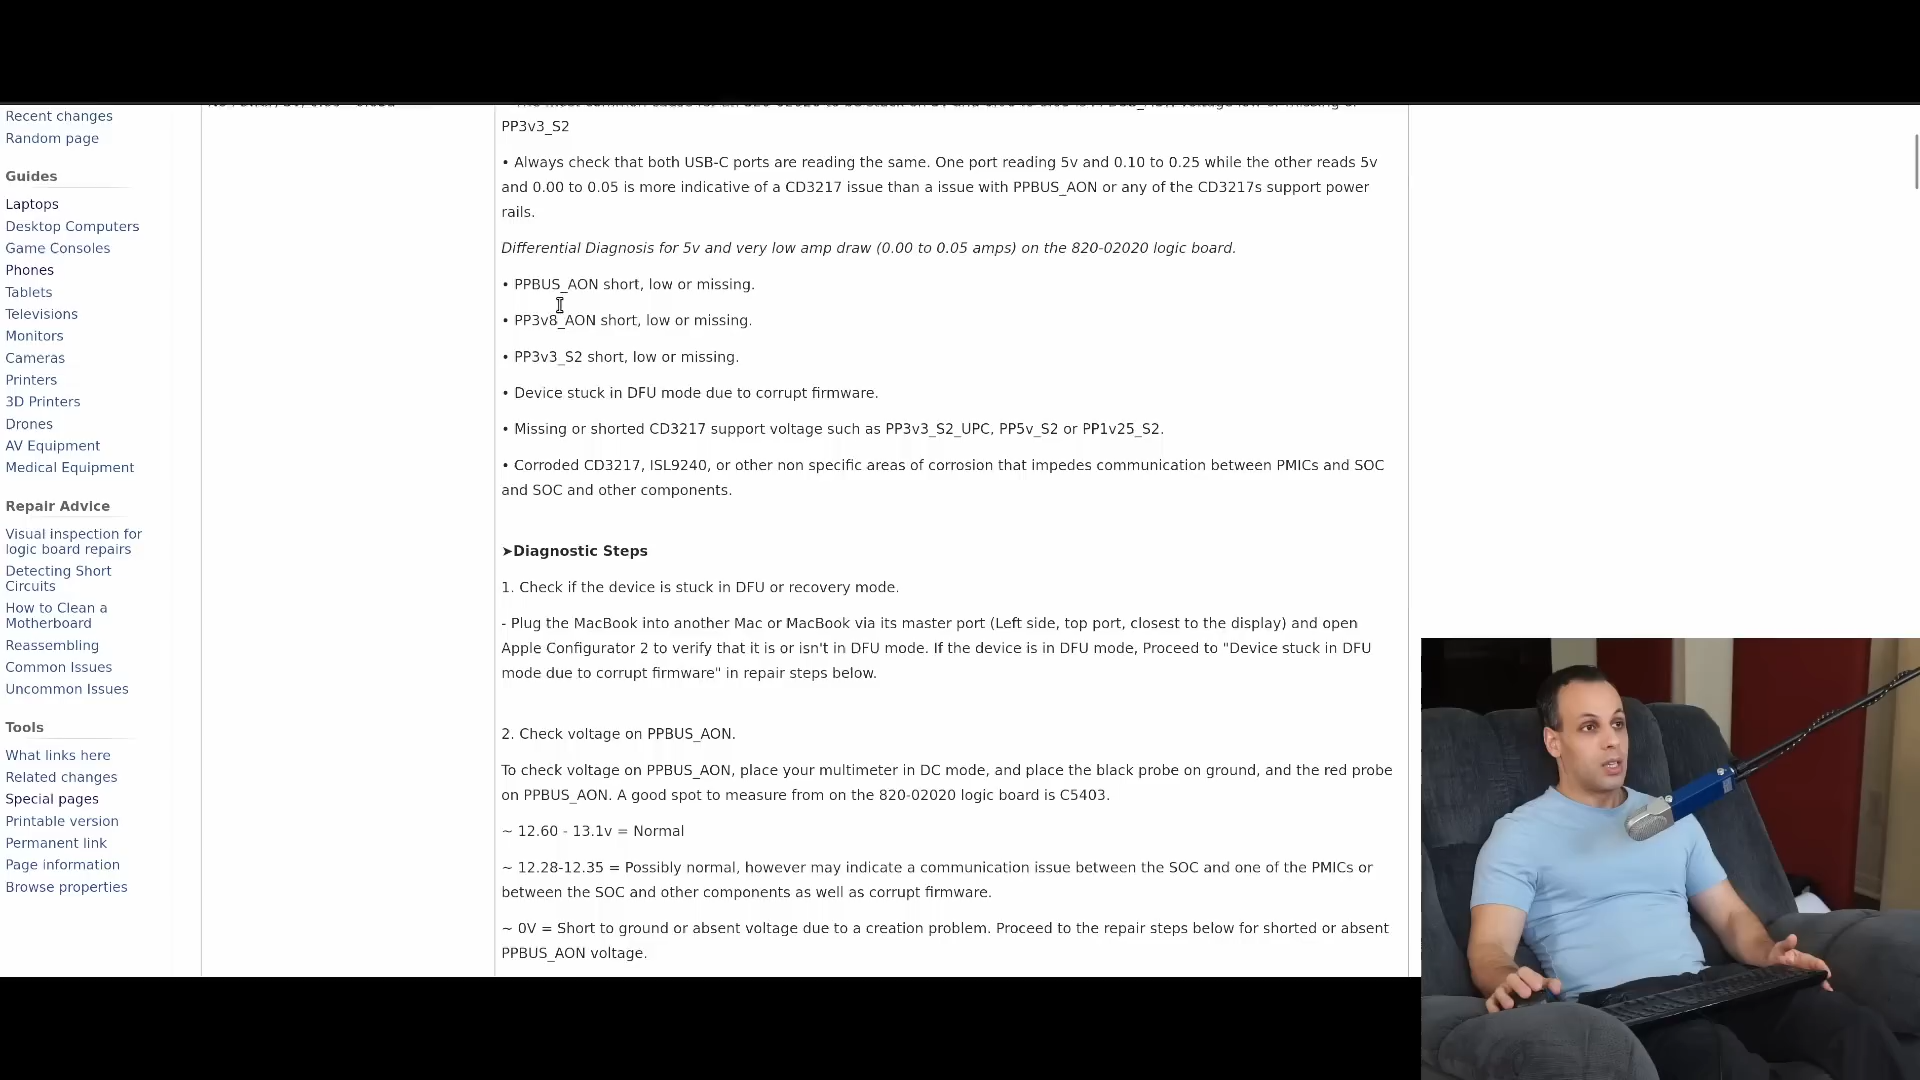 Recent changes
Random page
Guides
Laptops
Desktop Computers
Game Consoles
Phones
Tablets
Televisions
Monitors
Cameras
Printers
3D Printers
Drones
AV Equipment
Medical Equipment
Repair Advice
Visual inspection for
logic board repairs
Detecting Short
Circuits
How to Clean a
Motherboard
Reassembling
Common Issues
Uncommon Issues
Tools
What links here
Related changes
Special pages
Printable version
Permanent link
Page information
Browse properties
PP3v3_S2
• Always check that both USB-C ports are reading the same. One port reading 5v and 0.10 to 0.25 while the other reads 5v
and 0.00 to 0.05 is more indicative of a CD3217 issue than a issue with PPBUS_AON or any of the CD3217s support power
rails.
Differential Diagnosis for 5v and very low amp draw (0.00 to 0.05 amps) on the 820-02020 logic board.
• PPBUS_AON short, low or missing.
• PP3v8_AON short, low or missing.
• PP3v3_S2 short, low or missing.
• Device stuck in DFU mode due to corrupt firmware.
• Missing or shorted CD3217 support voltage such as PP3v3_S2_UPC, PP5v_S2 or PP1v25_S2.
• Corroded CD3217, ISL9240, or other non specific areas of corrosion that impedes communication between PMICs and SOC
and SOC and other components.
➤Diagnostic Steps
1. Check if the device is stuck in DFU or recovery mode.
- Plug the MacBook into another Mac or MacBook via its master port (Left side, top port, closest to the display) and open
Apple Configurator 2 to verify that it is or isn't in DFU mode. If the device is in DFU mode, Proceed to "Device stuck in DFU
mode due to corrupt firmware" in repair steps below.
2. Check voltage on PPBUS_AON.
To check voltage on PPBUS_AON, place your multimeter in DC mode, and place the black probe on ground, and the red probe
on PPBUS_AON. A good spot to measure from on the 820-02020 logic board is C5403.
~ 12.60 - 13.1v = Normal
~ 12.28-12.35 = Possibly normal, however may indicate a communication issue between the SOC and one of the PMICs or
between the SOC and other components as well as corrupt firmware.
~ 0V = Short to ground or absent voltage due to a creation problem. Proceed to the repair steps below for shorted or absent
PPBUS_AON voltage.